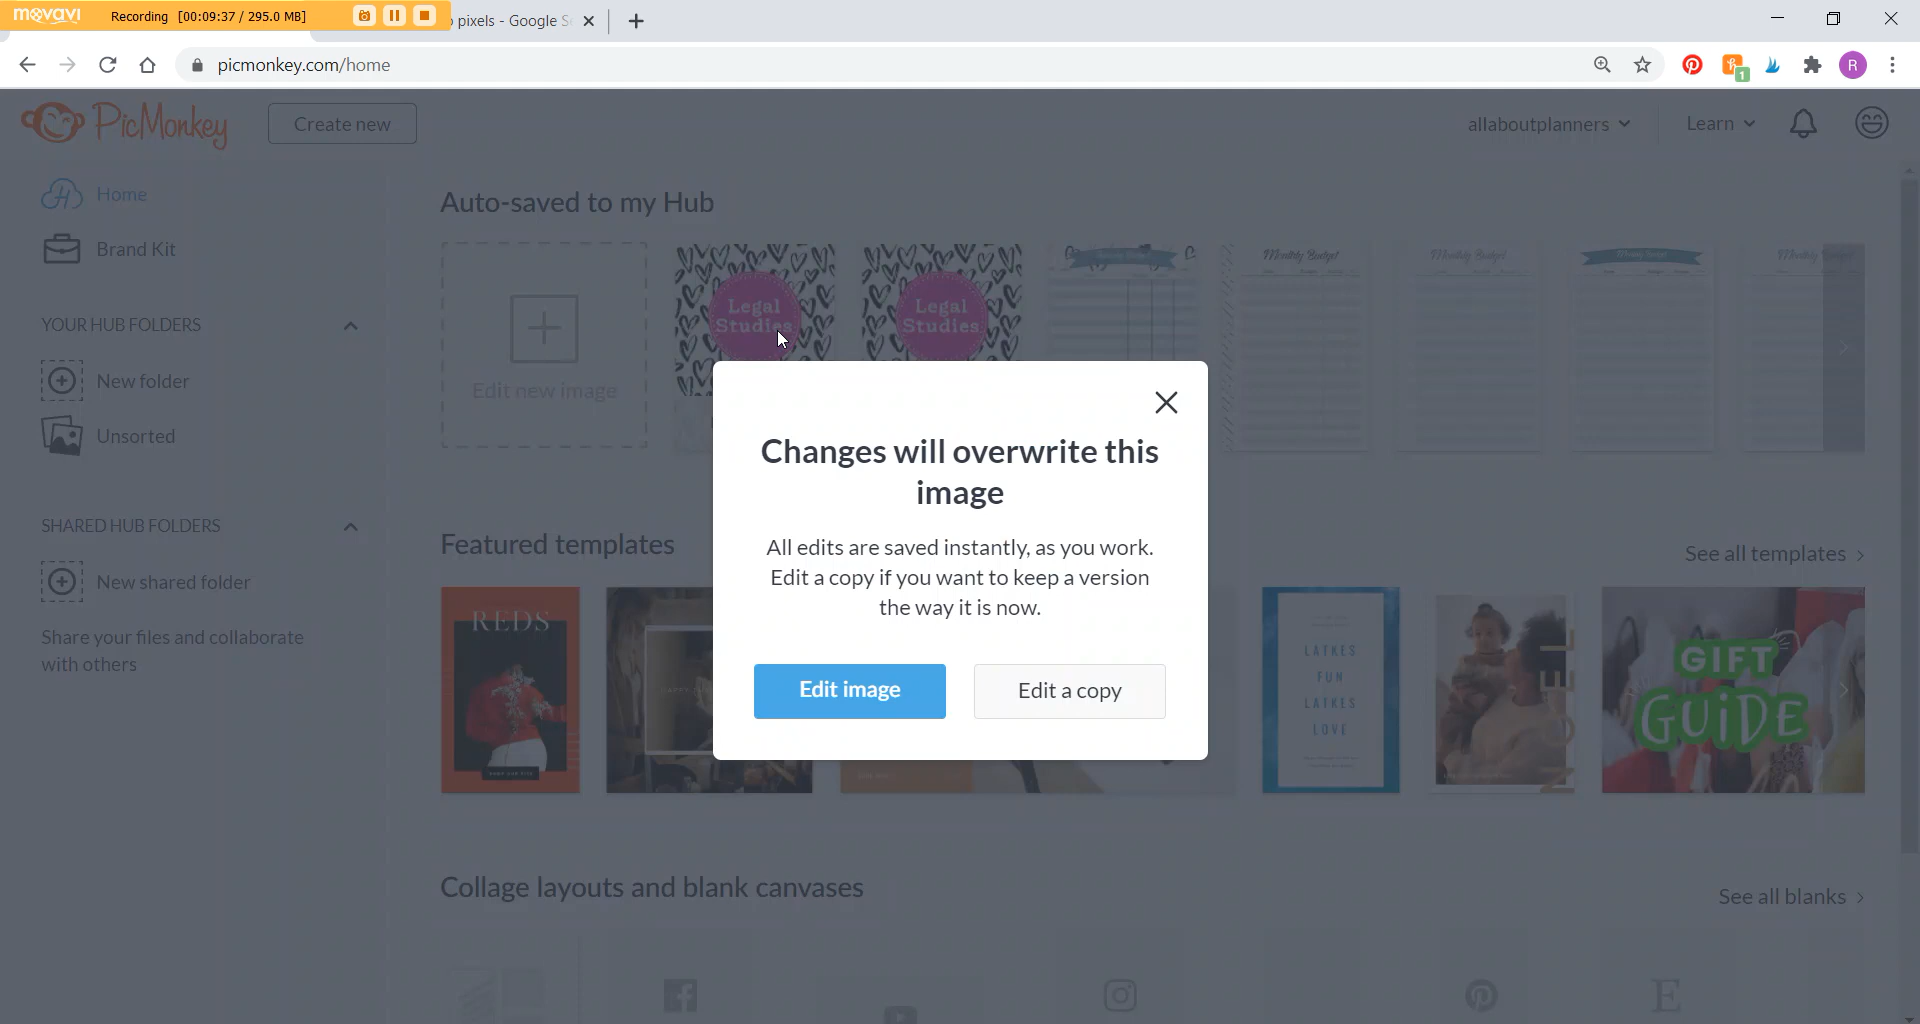 movavi Recording [00:09:37 / 295.0 MB]
pixels - Google
picmonkey.com/home
1
R
PicMonkey
Create new
allaboutplanners
Learn
Home
Brand Kit
YOUR HUB FOLDERS
New folder
Unsorted
SHARED HUB FOLDERS
New shared folder
Share your files and collaborate
with others
Auto-saved to my Hub
Edit new image
Legal
Studies
Legal
Studies
Monthly Budget
Monthly Budget
Monthly Budget
Changes will overwrite this
image
All edits are saved instantly, as you work.
Edit a copy if you want to keep a version
the way it is now.
Edit image
Edit a copy
Featured templates
See all templates
REDS
LATKES
FUN
LATKES
LOVE
NOEL
GIFT
GUiDE
Collage layouts and blank canvases
See all blanks